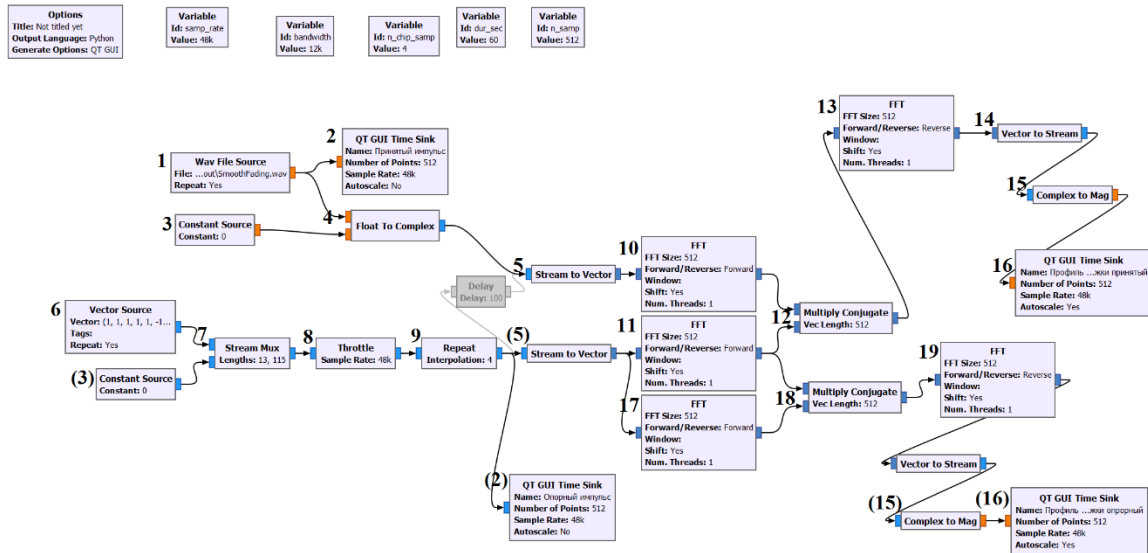 Options
Title: Not titled yet
Output Language: Python
Generate Options: QT GUI
Variable
Id: samp_rate
Value: 48k
Variable
Id: bandwidth
Value: 12k
Variable
Id: n_chip_samp
Value: 4
Variable
Id: dur_sec
Value: 60
Variable
Id: n_samp
Value: 512
1
Wav File Source
File: ...out\SmoothFading.wav
Repeat: Yes
2
QT GUI Time Sink
Name: Принятый импульс
Number of Points: 512
Sample Rate: 48k
Autoscale: No
3
Constant Source
Constant: 0
4
Float To Complex
Delay
Delay: 100
5
Stream to Vector
6
Vector Source
Vector: (1, 1, 1, 1, 1, -1...
Tags:
Repeat: Yes
(3)
Constant Source
Constant: 0
7
Stream Mux
Lengths: 13, 115
8
Throttle
Sample Rate: 48k
9
Repeat
Interpolation: 4
(5)
Stream to Vector
(2)
QT GUI Time Sink
Name: Опорный импульс
Number of Points: 512
Sample Rate: 48k
Autoscale: No
10
FFT
FFT Size: 512
Forward/Reverse: Forward
Window:
Shift: Yes
Num. Threads: 1
11
FFT
FFT Size: 512
Forward/Reverse: Forward
Window:
Shift: Yes
Num. Threads: 1
17
FFT
FFT Size: 512
Forward/Reverse: Forward
Window:
Shift: Yes
Num. Threads: 1
12
Multiply Conjugate
Vec Length: 512
18
Multiply Conjugate
Vec Length: 512
13
FFT
FFT Size: 512
Forward/Reverse: Reverse
Window:
Shift: Yes
Num. Threads: 1
14
Vector to Stream
15
Complex to Mag
16
QT GUI Time Sink
Name: Профиль ...жки принятый
Number of Points: 512
Sample Rate: 48k
Autoscale: Yes
19
FFT
FFT Size: 512
Forward/Reverse: Reverse
Window:
Shift: Yes
Num. Threads: 1
Vector to Stream
(15)
Complex to Mag
(16)
QT GUI Time Sink
Name: Профиль ...жки опрорный
Number of Points: 512
Sample Rate: 48k
Autoscale: Yes